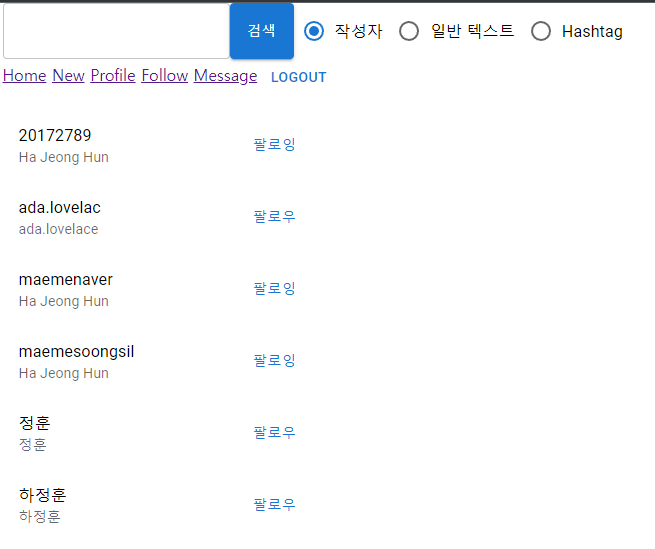 검색 작성자 일반 텍스트 Hashtag
Home New Profile Follow Message LOGOUT
20172789
Ha Jeong Hun
팔로잉
ada.lovelac
ada.lovelace
팔로우
maemenaver
Ha Jeong Hun
팔로잉
maemesoongsil
Ha Jeong Hun
팔로잉
정훈
정훈
팔로우
하정훈
하정훈
팔로우